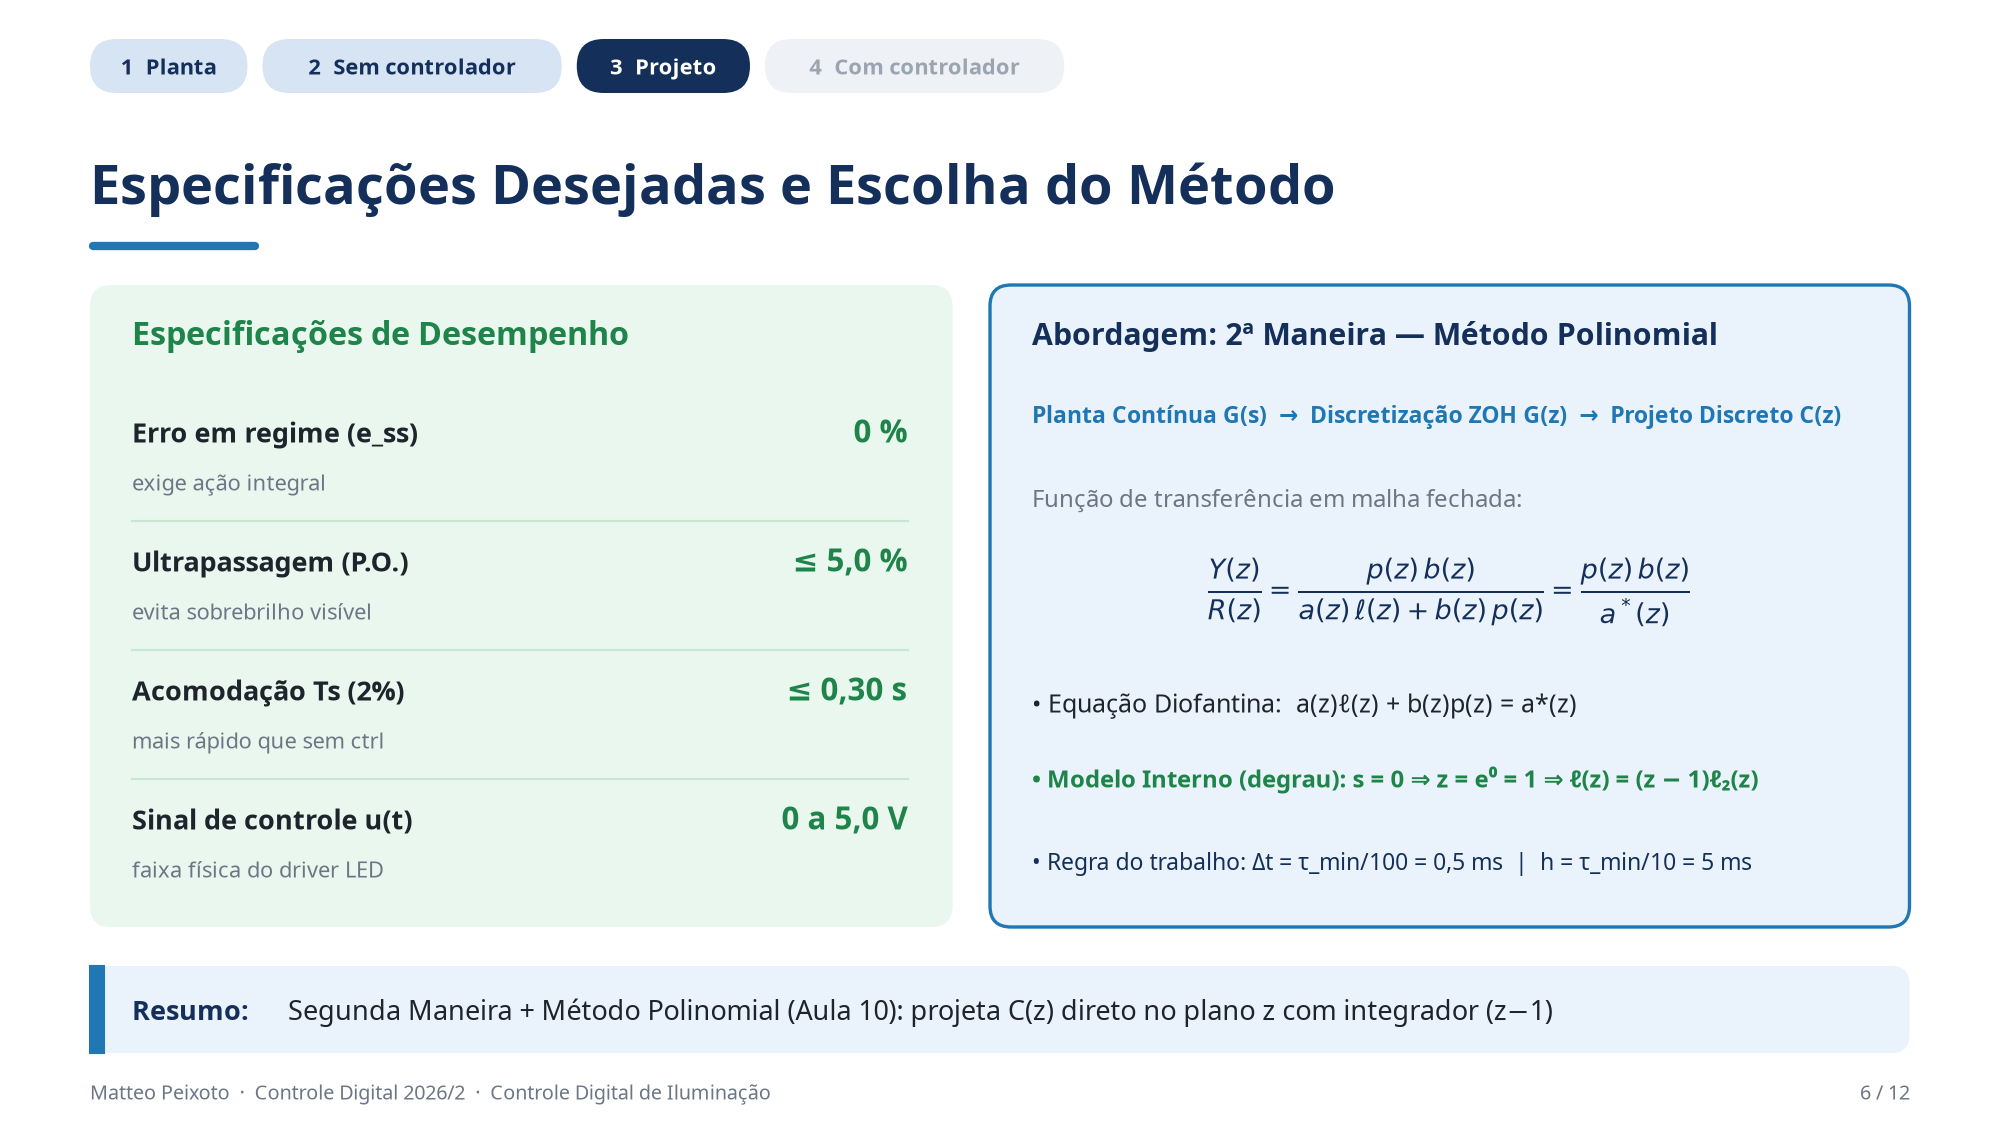 1 Planta
2 Sem controlador
3 Projeto
4 Com controlador
Especificações Desejadas e Escolha do Método
Especificações de Desempenho
Erro em regime (e_ss) 0 %
exige ação integral
Ultrapassagem (P.O.) ≤ 5,0 %
evita sobrebrilho visível
Acomodação Ts (2%) ≤ 0,30 s
mais rápido que sem ctrl
Sinal de controle u(t) 0 a 5,0 V
faixa física do driver LED
Abordagem: 2ª Maneira — Método Polinomial
Planta Contínua G(s) → Discretização ZOH G(z) → Projeto Discreto C(z)
Função de transferência em malha fechada:
Y(z)/R(z) = p(z) b(z)/(a(z) ℓ(z) + b(z) p(z)) = p(z) b(z)/a*(z)
• Equação Diofantina: a(z)ℓ(z) + b(z)p(z) = a*(z)
• Modelo Interno (degrau): s = 0 ⇒ z = e⁰ = 1 ⇒ ℓ(z) = (z − 1)ℓ₂(z)
• Regra do trabalho: Δt = τ_min/100 = 0,5 ms | h = τ_min/10 = 5 ms
Resumo: Segunda Maneira + Método Polinomial (Aula 10): projeta C(z) direto no plano z com integrador (z−1)
Matteo Peixoto · Controle Digital 2026/2 · Controle Digital de Iluminação
6 / 12